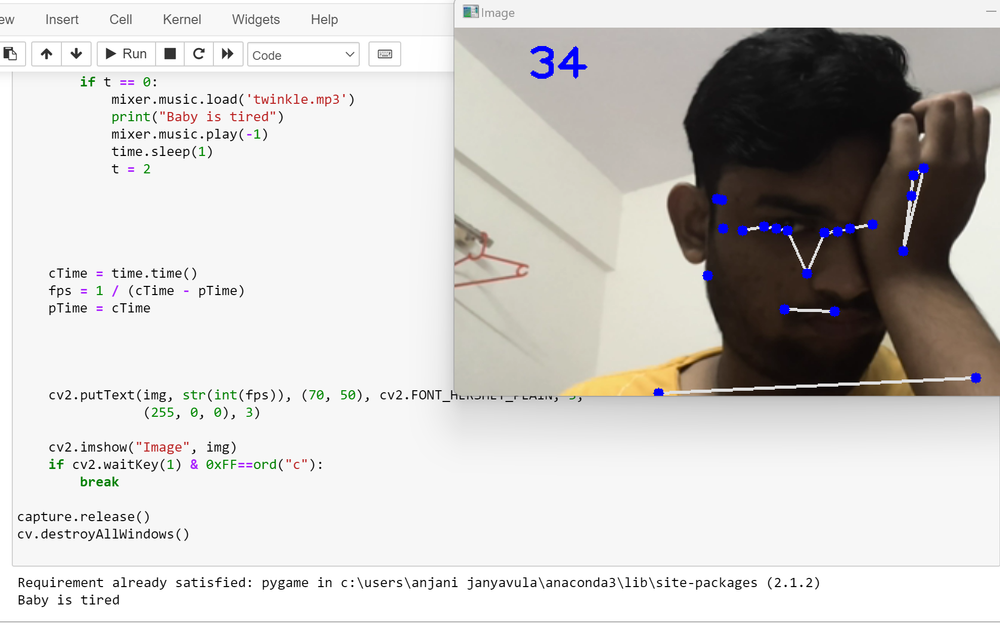 ew Insert Cell Kernel Widgets Help
Image
Run Code
34
if t == 0:
mixer.music.load('twinkle.mp3')
print("Baby is tired")
mixer.music.play(-1)
time.sleep(1)
t = 2
cTime = time.time()
fps = 1 / (cTime - pTime)
pTime = cTime
cv2.putText(img, str(int(fps)), (70, 50), cv2.FONT_HERSHEY_PLAIN, 3,
(255, 0, 0), 3)
cv2.imshow("Image", img)
if cv2.waitKey(1) & 0xFF==ord("c"):
break
capture.release()
cv.destroyAllWindows()
Requirement already satisfied: pygame in c:\users\anjani janyavula\anaconda3\lib\site-packages (2.1.2)
Baby is tired